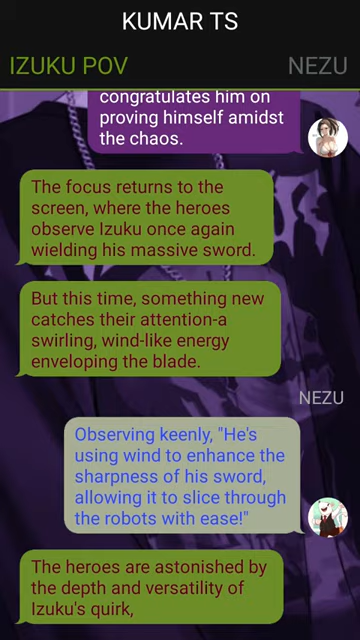 KUMAR TS
IZUKU POV
NEZU
congratulates him on
proving himself amidst
the chaos.
The focus returns to the
screen, where the heroes
observe Izuku once again
wielding his massive sword.
But this time, something new
catches their attention-a
swirling, wind-like energy
enveloping the blade.
NEZU
Observing keenly, "He's
using wind to enhance the
sharpness of his sword,
allowing it to slice through
the robots with ease!"
The heroes are astonished by
the depth and versatility of
Izuku's quirk,